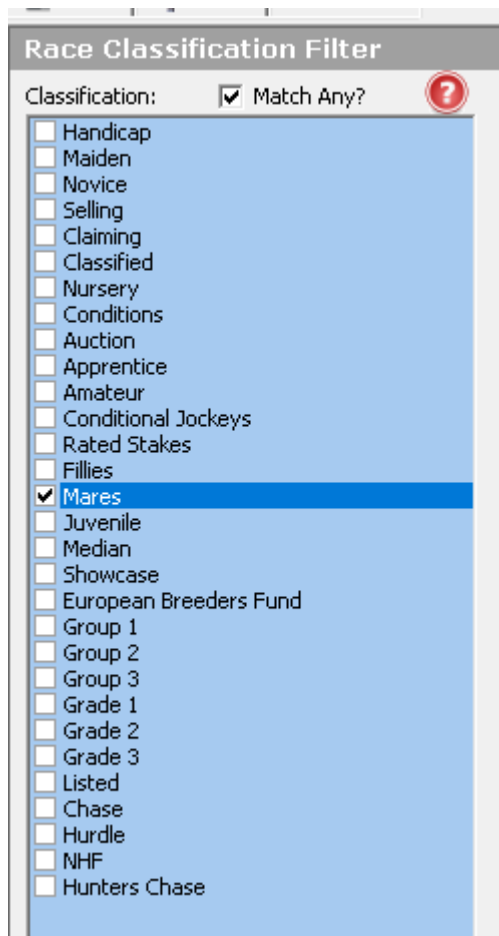 Race Classification Filter
Classification: Match Any? ?
Handicap
Maiden
Novice
Selling
Claiming
Classified
Nursery
Conditions
Auction
Apprentice
Amateur
Conditional Jockeys
Rated Stakes
Fillies
Mares
Juvenile
Median
Showcase
European Breeders Fund
Group 1
Group 2
Group 3
Grade 1
Grade 2
Grade 3
Listed
Chase
Hurdle
NHF
Hunters Chase